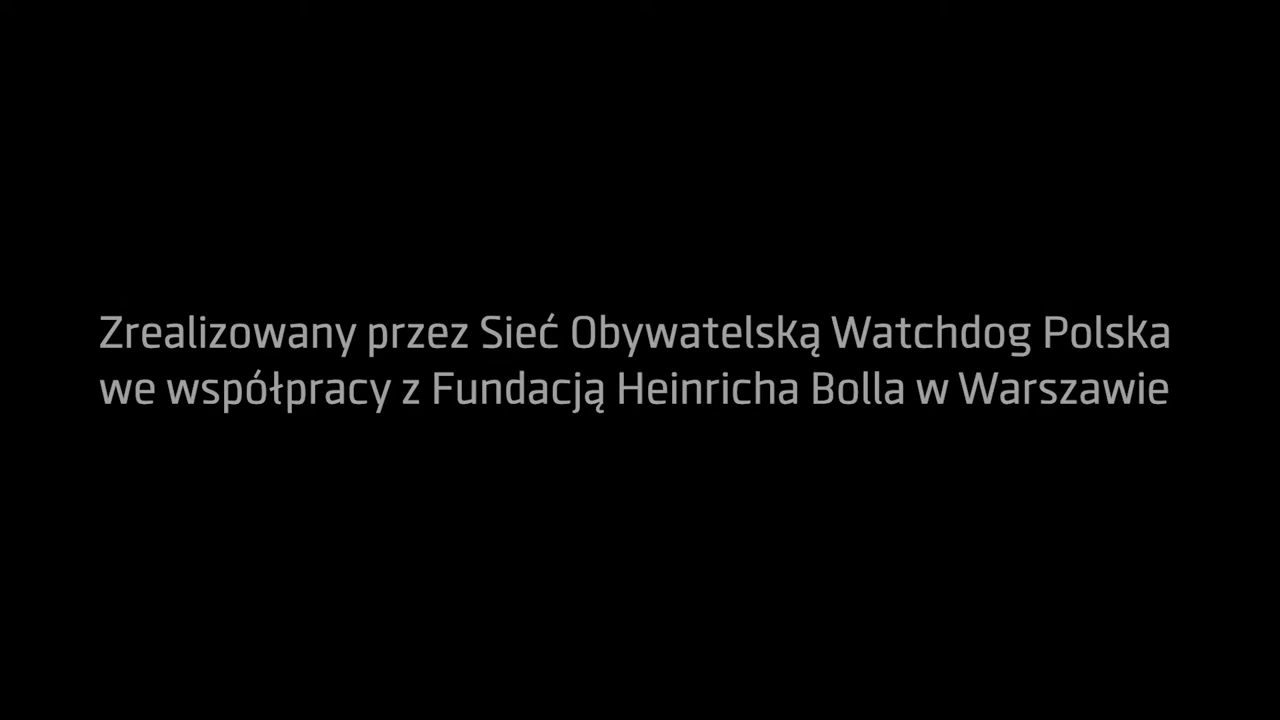 Zrealizowany przez Sieć Obywatelską Watchdog Polska
we współpracy z Fundacją Heinricha Bolla w Warszawie